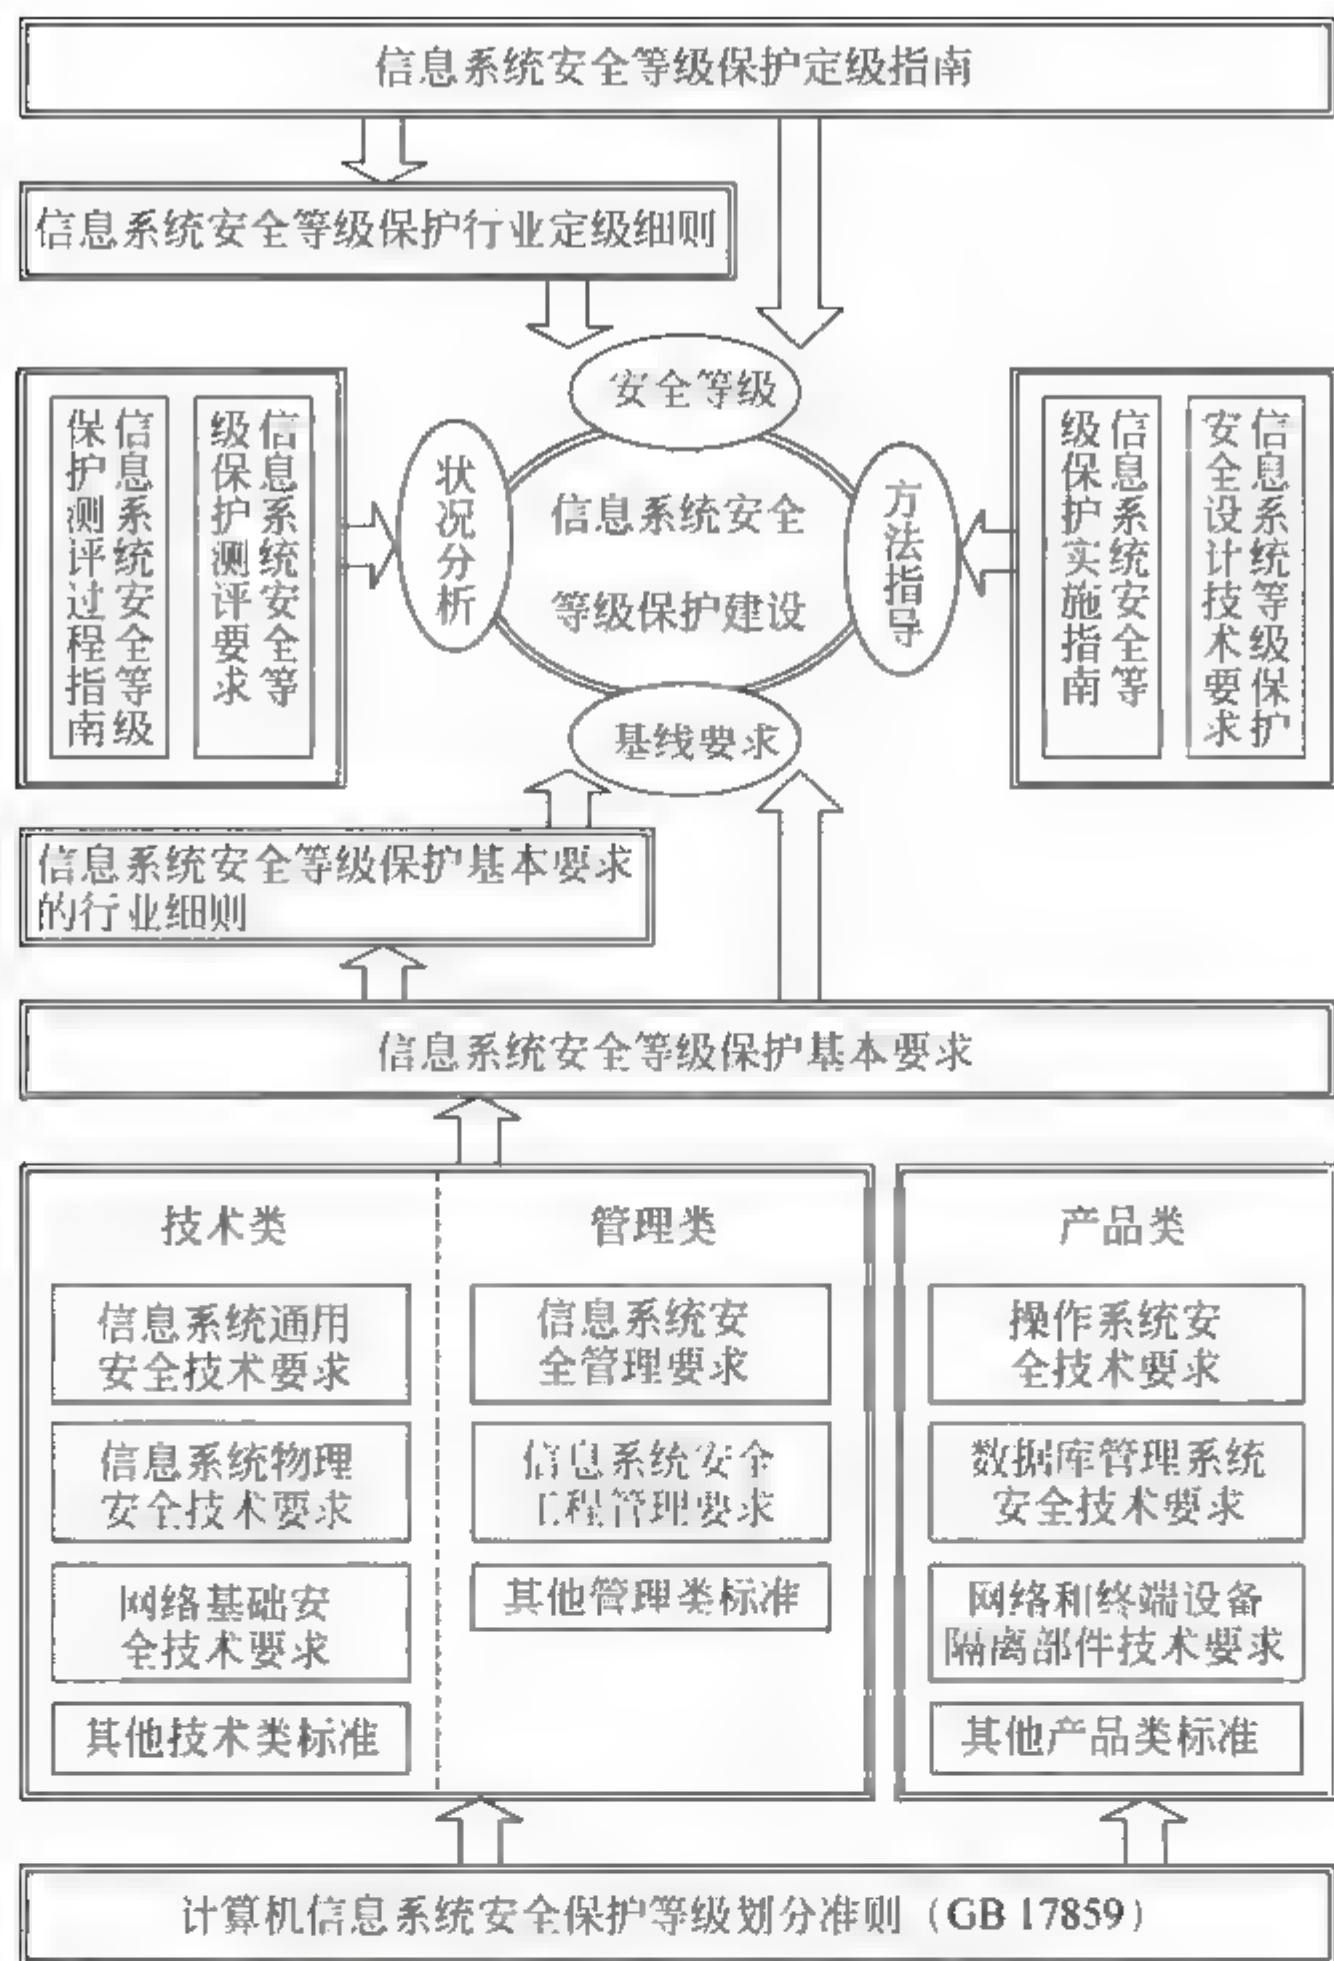 信息系统安全等级保护定级指南
信息系统安全等级保护行业定级细则
安全等级
信息系统安全等级
保护测评过程指南
信息系统安全等
级保护测评要求
状况分析
信息系统安全
等级保护建设
方法指导
信息系统安全等
级保护实施指南
信息系统等级保护
安全设计技术要求
基线要求
信息系统安全等级保护基本要求
的行业细则
信息系统安全等级保护基本要求
技术类
信息系统通用
安全技术要求
信息系统物理
安全技术要求
网络基础安
全技术要求
其他技术类标准
管理类
信息系统安
全管理要求
信息系统安全
工程管理要求
其他管理类标准
产品类
操作系统安
全技术要求
数据库管理系统
安全技术要求
网络和终端设备
隔离部件技术要求
其他产品类标准
计算机信息系统安全保护等级划分准则（GB 17859）